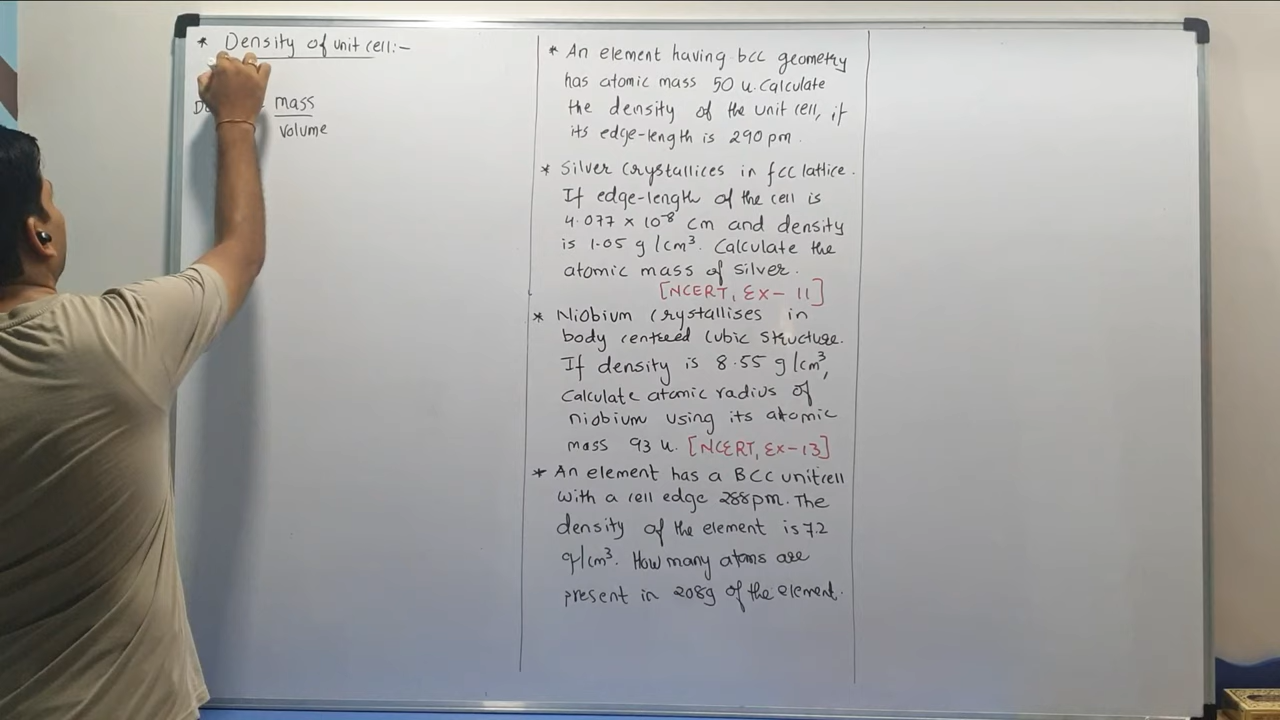 * Density of unit cell:-
mass
volume
* An element having bcc geometry
has atomic mass 50 u. Calculate
the density of the unit cell, if
its edge-length is 290 pm.
* Silver crystallices in fcc lattice.
If edge-length of the cell is
4.077 × 10⁻⁸ cm and density
is 1.05 g/cm³. Calculate the
atomic mass of silver.
[NCERT, Ex- 11]
* Niobium crystallises in
body centred cubic structure.
If density is 8.55 g/cm³,
Calculate atomic radius of
niobium using its atomic
mass 93 u. [NCERT, Ex-13]
* An element has a BCC unitcell
with a cell edge 288pm. The
density of the element is 7.2
g/cm³. How many atoms are
present in 208g of the element.